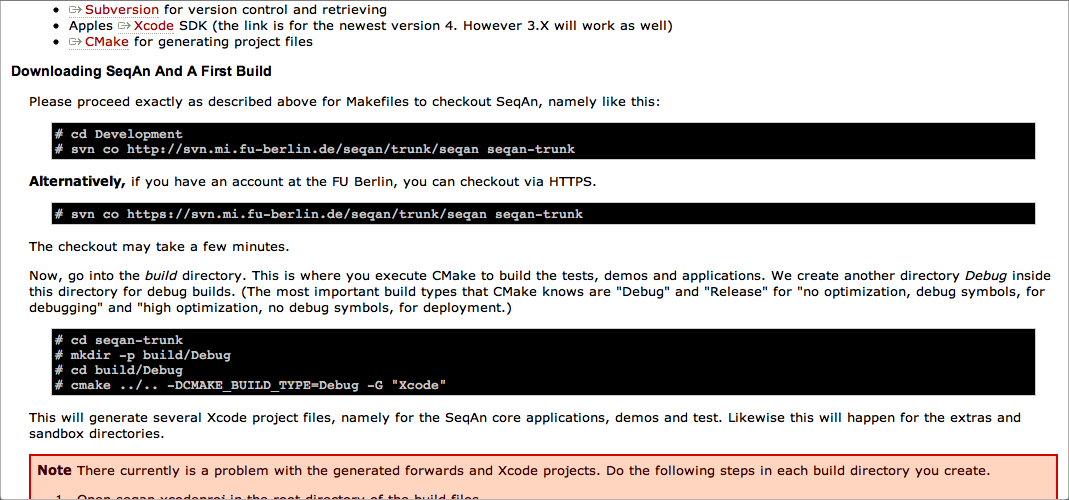 Subversion for version control and retrieving
Apples Xcode SDK (the link is for the newest version 4. However 3.X will work as well)
CMake for generating project files
Downloading SeqAn And A First Build
Please proceed exactly as described above for Makefiles to checkout SeqAn, namely like this:
# cd Development
# svn co http://svn.mi.fu-berlin.de/seqan/trunk/seqan seqan-trunk
Alternatively, if you have an account at the FU Berlin, you can checkout via HTTPS.
# svn co https://svn.mi.fu-berlin.de/seqan/trunk/seqan seqan-trunk
The checkout may take a few minutes.
Now, go into the build directory. This is where you execute CMake to build the tests, demos and applications. We create another directory Debug inside
this directory for debug builds. (The most important build types that CMake knows are "Debug" and "Release" for "no optimization, debug symbols, for
debugging" and "high optimization, no debug symbols, for deployment.)
# cd seqan-trunk
# mkdir -p build/Debug
# cd build/Debug
# cmake ../.. -DCMAKE_BUILD_TYPE=Debug -G "Xcode"
This will generate several Xcode project files, namely for the SeqAn core applications, demos and test. Likewise this will happen for the extras and
sandbox directories.
Note There currently is a problem with the generated forwards and Xcode projects. Do the following steps in each build directory you create.
1. Open seqan.xcodeproj in the root directory of the build files.